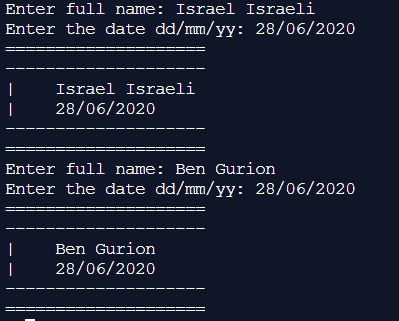 Enter full name: Israel Israeli
Enter the date dd/mm/yy: 28/06/2020
====================
--------------------
|    Israel Israeli
|    28/06/2020
--------------------
====================
Enter full name: Ben Gurion
Enter the date dd/mm/yy: 28/06/2020
====================
--------------------
|    Ben Gurion
|    28/06/2020
--------------------
====================